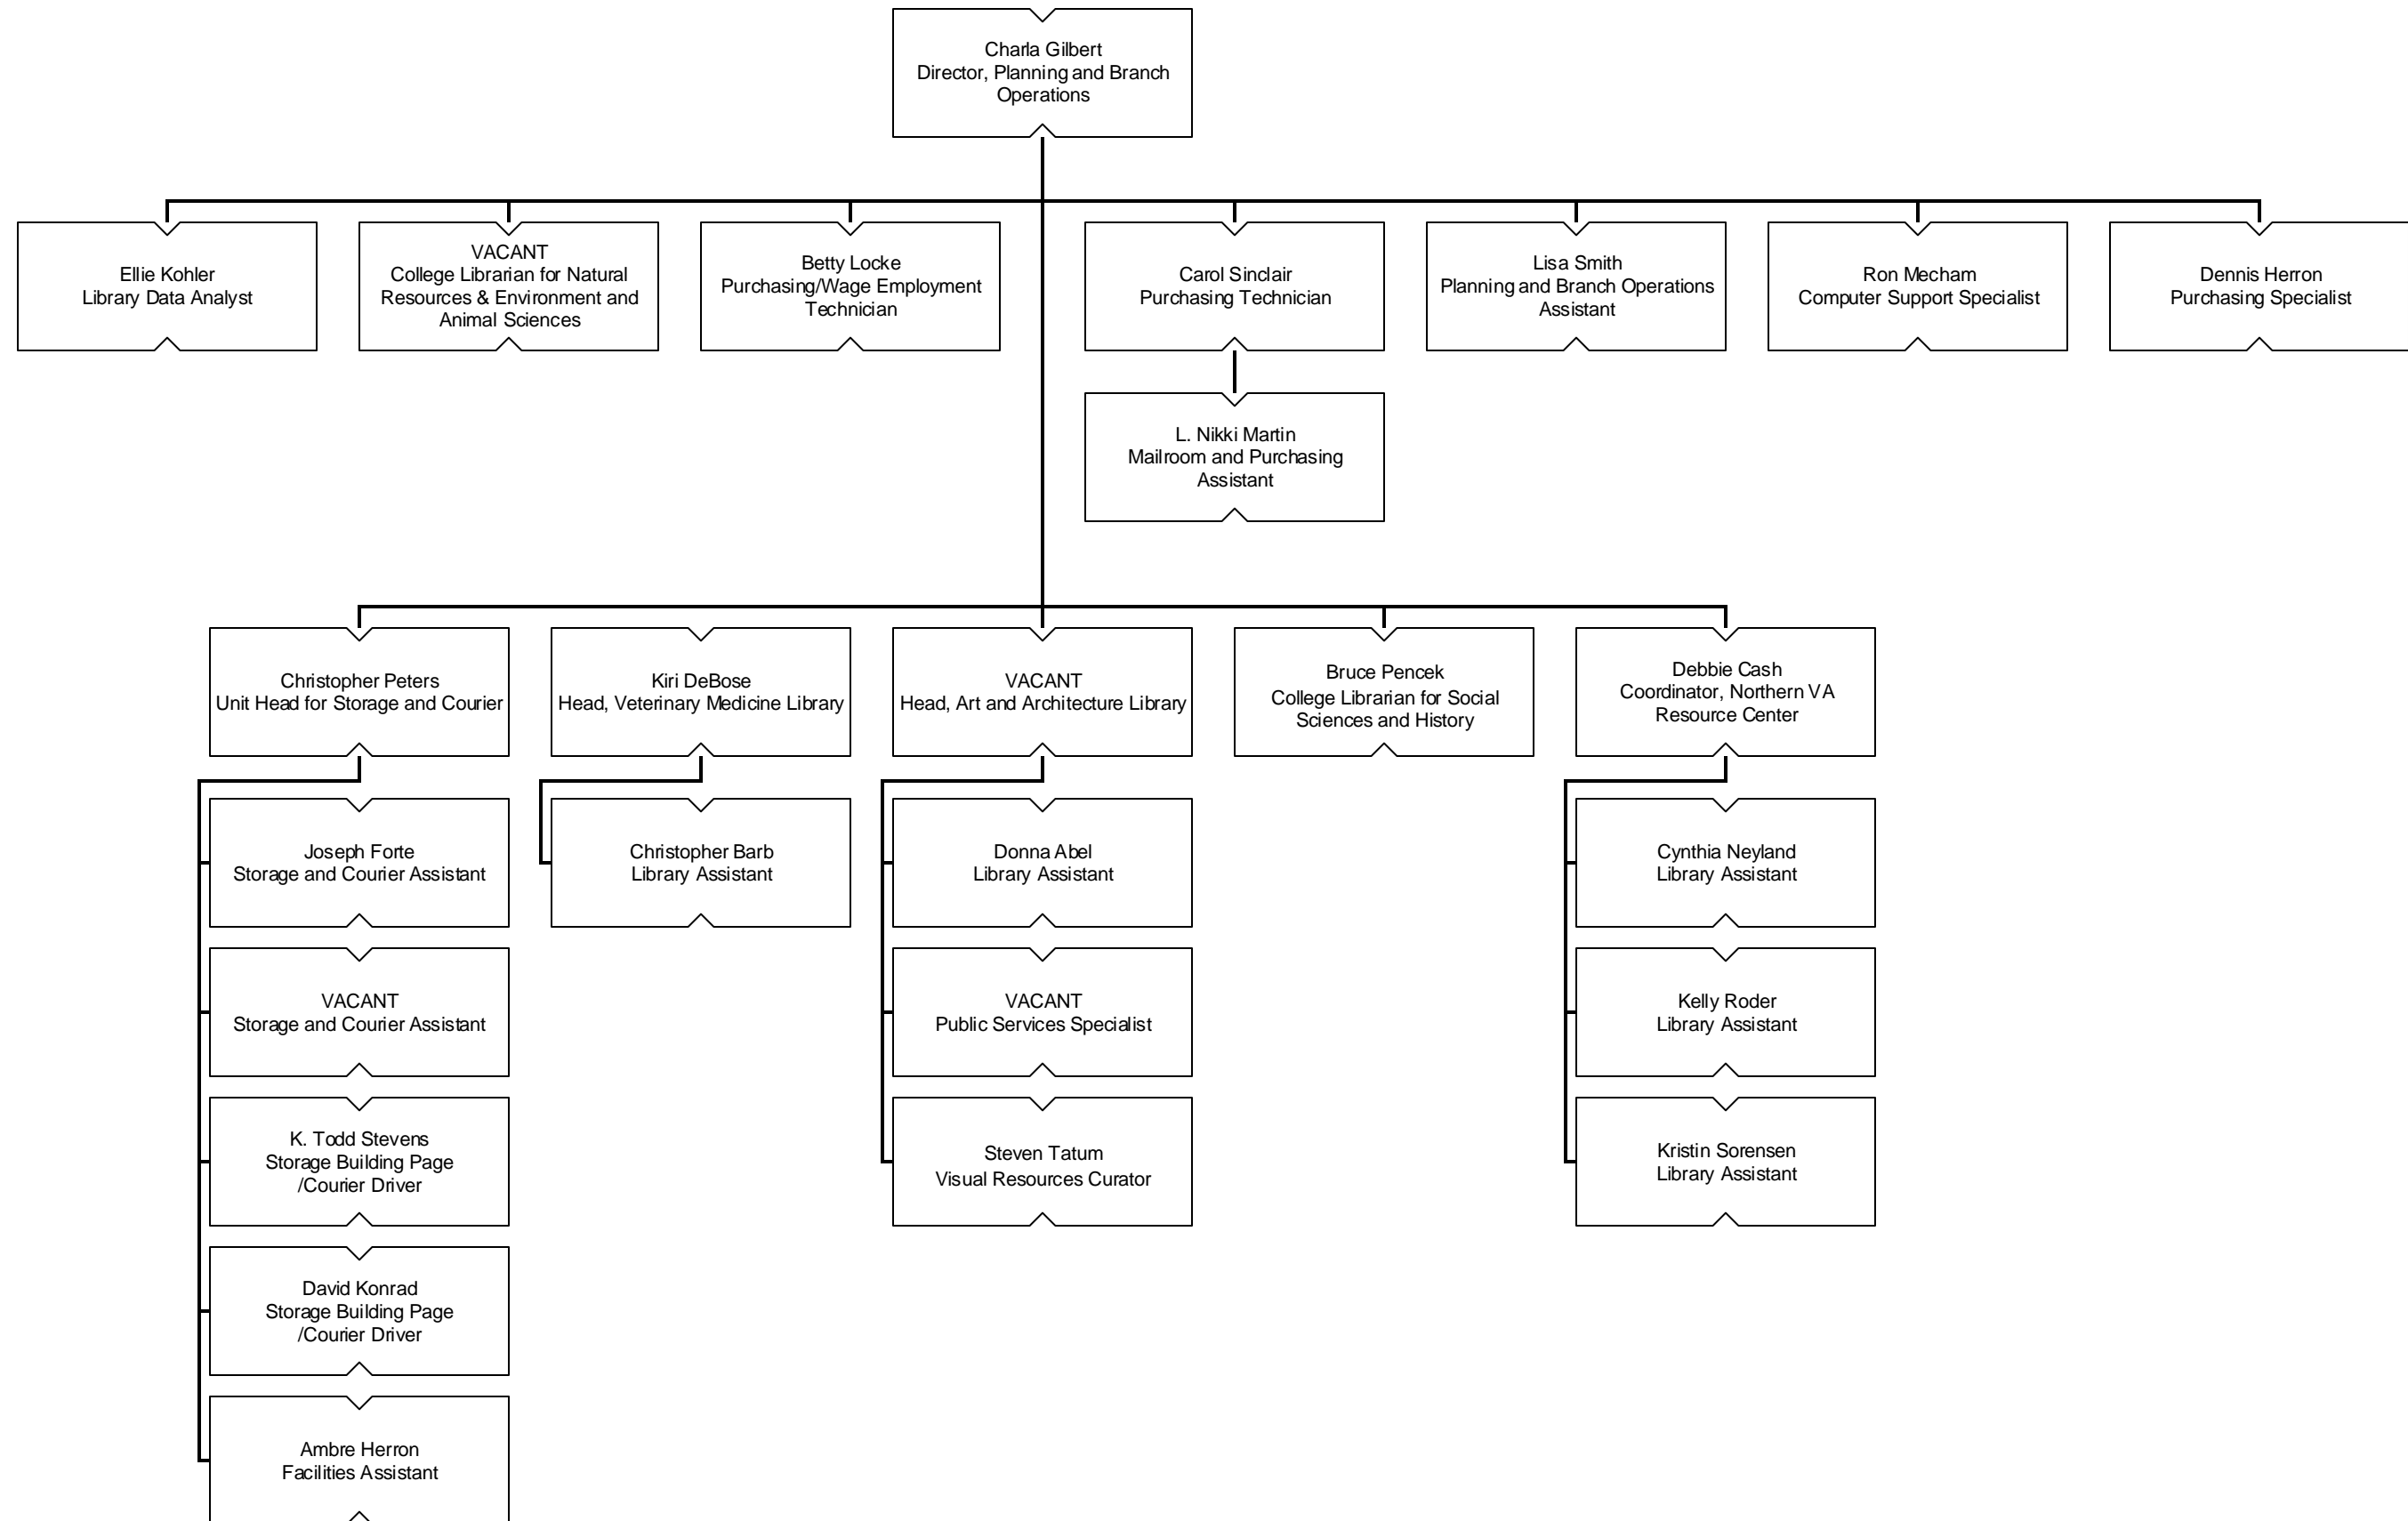 Charla Gilbert
Director, Planning and Branch
Operations
Ellie Kohler
Library Data Analyst
VACANT
College Librarian for Natural
Resources & Environment and
Animal Sciences
Betty Locke
Purchasing/Wage Employment
Technician
Carol Sinclair
Purchasing Technician
Lisa Smith
Planning and Branch Operations
Assistant
Ron Mecham
Computer Support Specialist
Dennis Herron
Purchasing Specialist
L. Nikki Martin
Mailroom and Purchasing
Assistant
Christopher Peters
Unit Head for Storage and Courier
Kiri DeBose
Head, Veterinary Medicine Library
VACANT
Head, Art and Architecture Library
Bruce Pencek
College Librarian for Social
Sciences and History
Debbie Cash
Coordinator, Northern VA
Resource Center
Joseph Forte
Storage and Courier Assistant
Christopher Barb
Library Assistant
Donna Abel
Library Assistant
Cynthia Neyland
Library Assistant
VACANT
Storage and Courier Assistant
VACANT
Public Services Specialist
Kelly Roder
Library Assistant
K. Todd Stevens
Storage Building Page
/Courier Driver
Steven Tatum
Visual Resources Curator
Kristin Sorensen
Library Assistant
David Konrad
Storage Building Page
/Courier Driver
Ambre Herron
Facilities Assistant